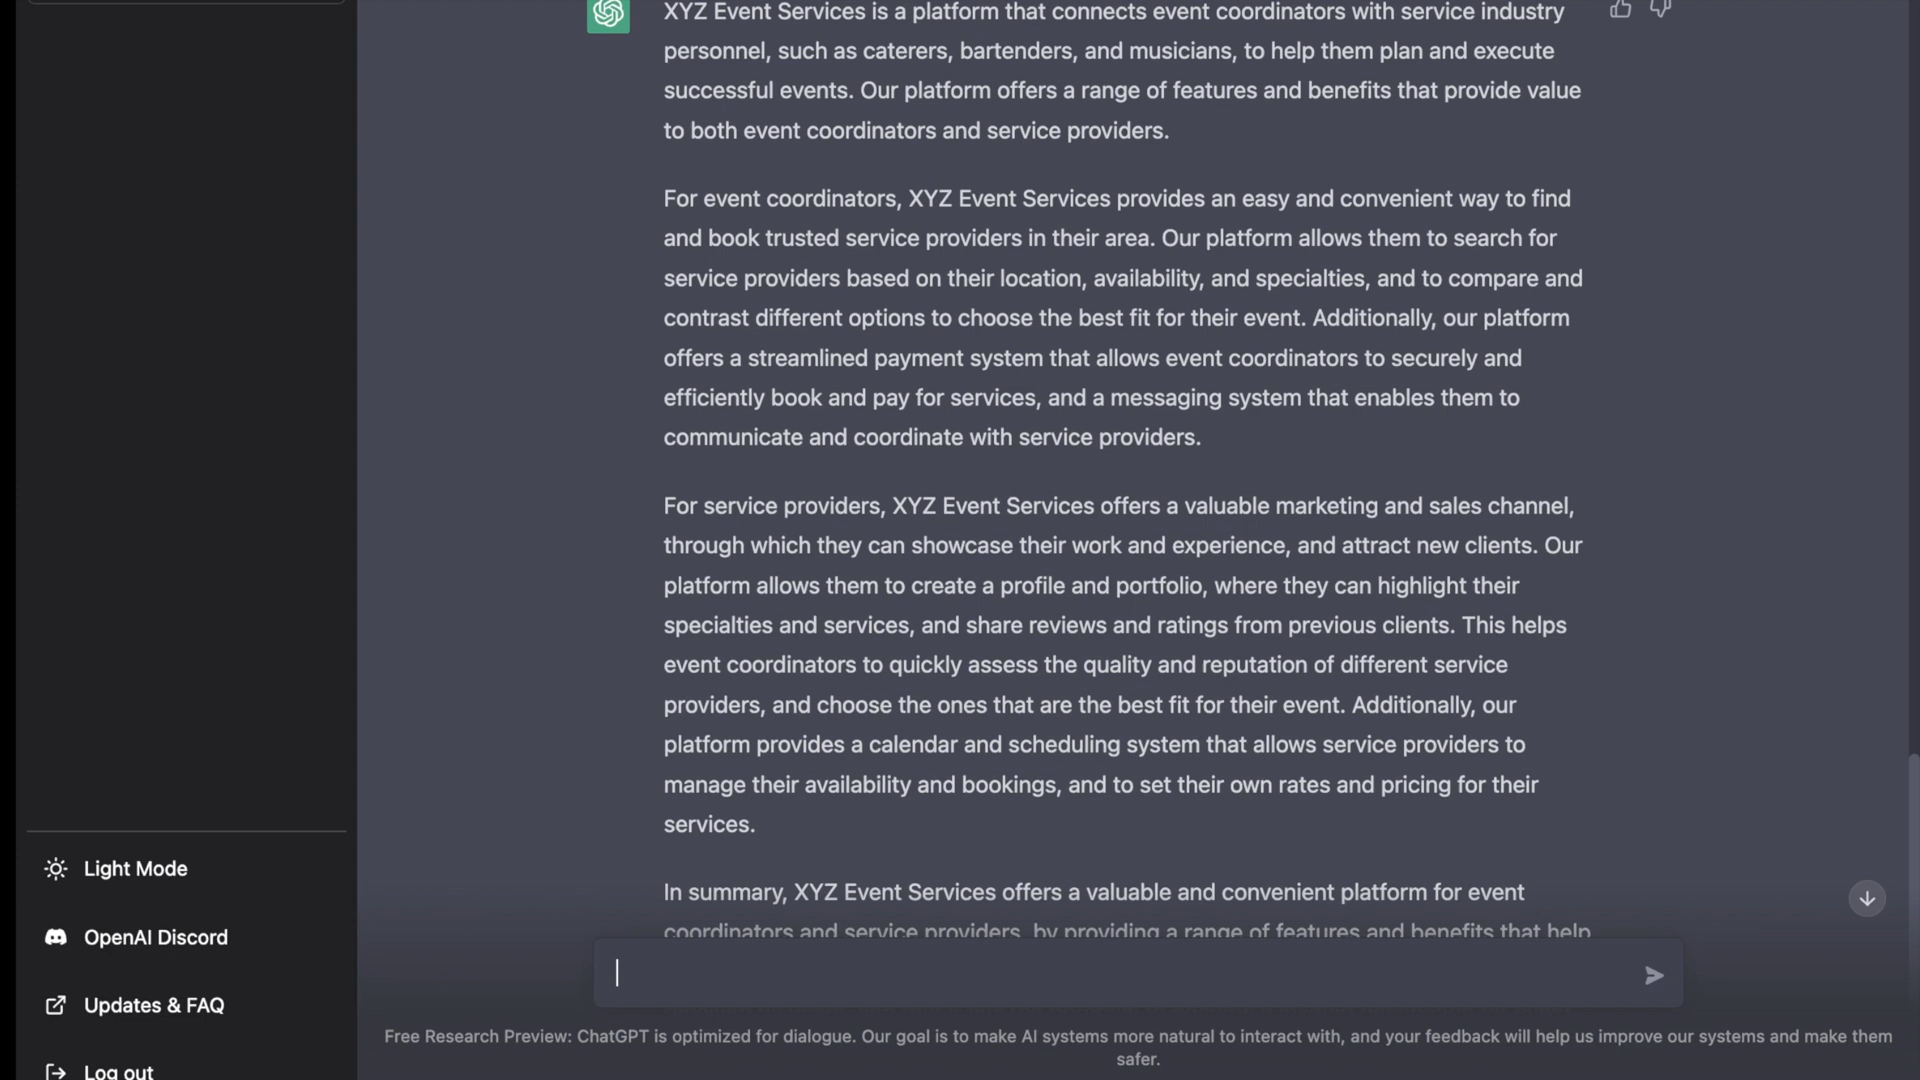 XYZ Event Services is a platform that connects event coordinators with service industry
personnel, such as caterers, bartenders, and musicians, to help them plan and execute
successful events. Our platform offers a range of features and benefits that provide value
to both event coordinators and service providers.
For event coordinators, XYZ Event Services provides an easy and convenient way to find
and book trusted service providers in their area. Our platform allows them to search for
service providers based on their location, availability, and specialties, and to compare and
contrast different options to choose the best fit for their event. Additionally, our platform
offers a streamlined payment system that allows event coordinators to securely and
efficiently book and pay for services, and a messaging system that enables them to
communicate and coordinate with service providers.
For service providers, XYZ Event Services offers a valuable marketing and sales channel,
through which they can showcase their work and experience, and attract new clients. Our
platform allows them to create a profile and portfolio, where they can highlight their
specialties and services, and share reviews and ratings from previous clients. This helps
event coordinators to quickly assess the quality and reputation of different service
providers, and choose the ones that are the best fit for their event. Additionally, our
platform provides a calendar and scheduling system that allows service providers to
manage their availability and bookings, and to set their own rates and pricing for their
services.
In summary, XYZ Event Services offers a valuable and convenient platform for event
coordinators and service providers, by providing a range of features and benefits that help
Light Mode
OpenAI Discord
Updates & FAQ
Log out
Free Research Preview: ChatGPT is optimized for dialogue. Our goal is to make AI systems more natural to interact with, and your feedback will help us improve our systems and make them
safer.